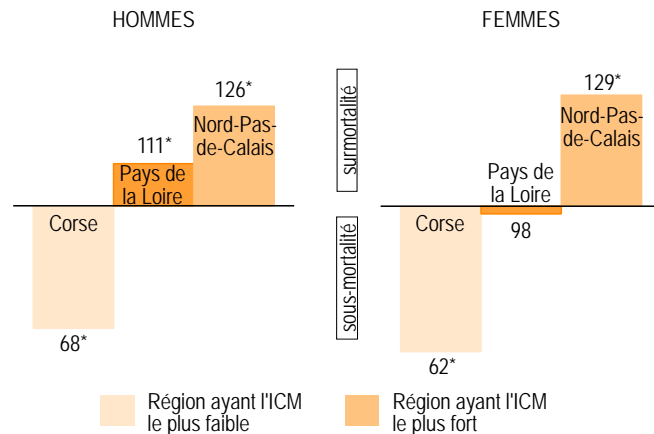 HOMMES
126*
Nord-Pas-
de-Calais
111*
Pays de
la Loire
Corse
68*
surmortalité
sous-mortalité
FEMMES
129*
Nord-Pas-
de-Calais
Pays de
la Loire
98
Corse
62*
Région ayant l'ICM
le plus faible
Région ayant l'ICM
le plus fort